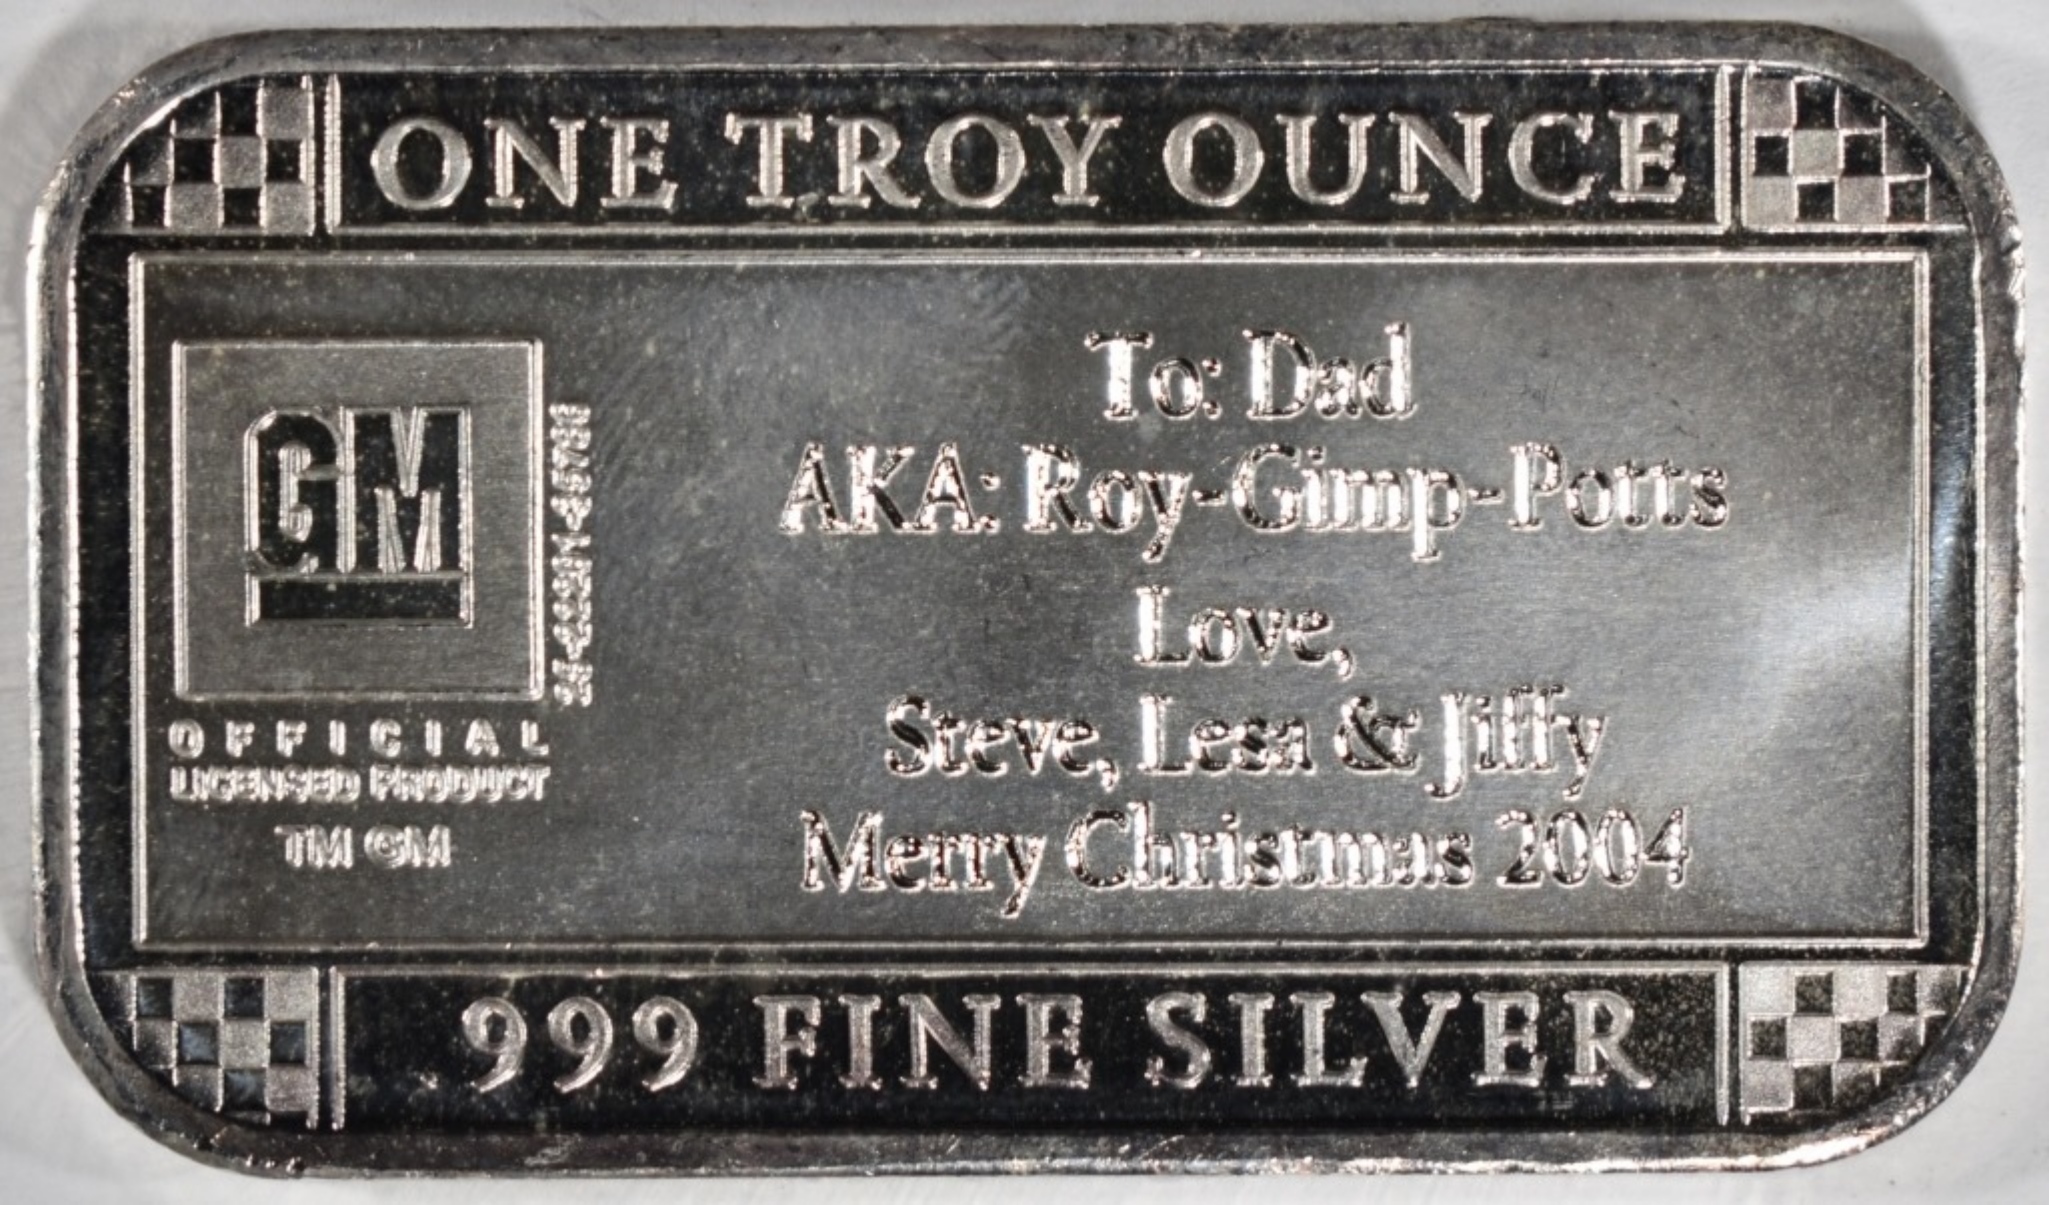 ONE TROY OUNCE
GM
OFFICIAL
LICENSED PRODUCT
TM GM
To: Dad
AKA: Roy-Gimp-Potts
Love,
Steve, Lesa & Jiffy
Merry Christmas 2004
999 FINE SILVER